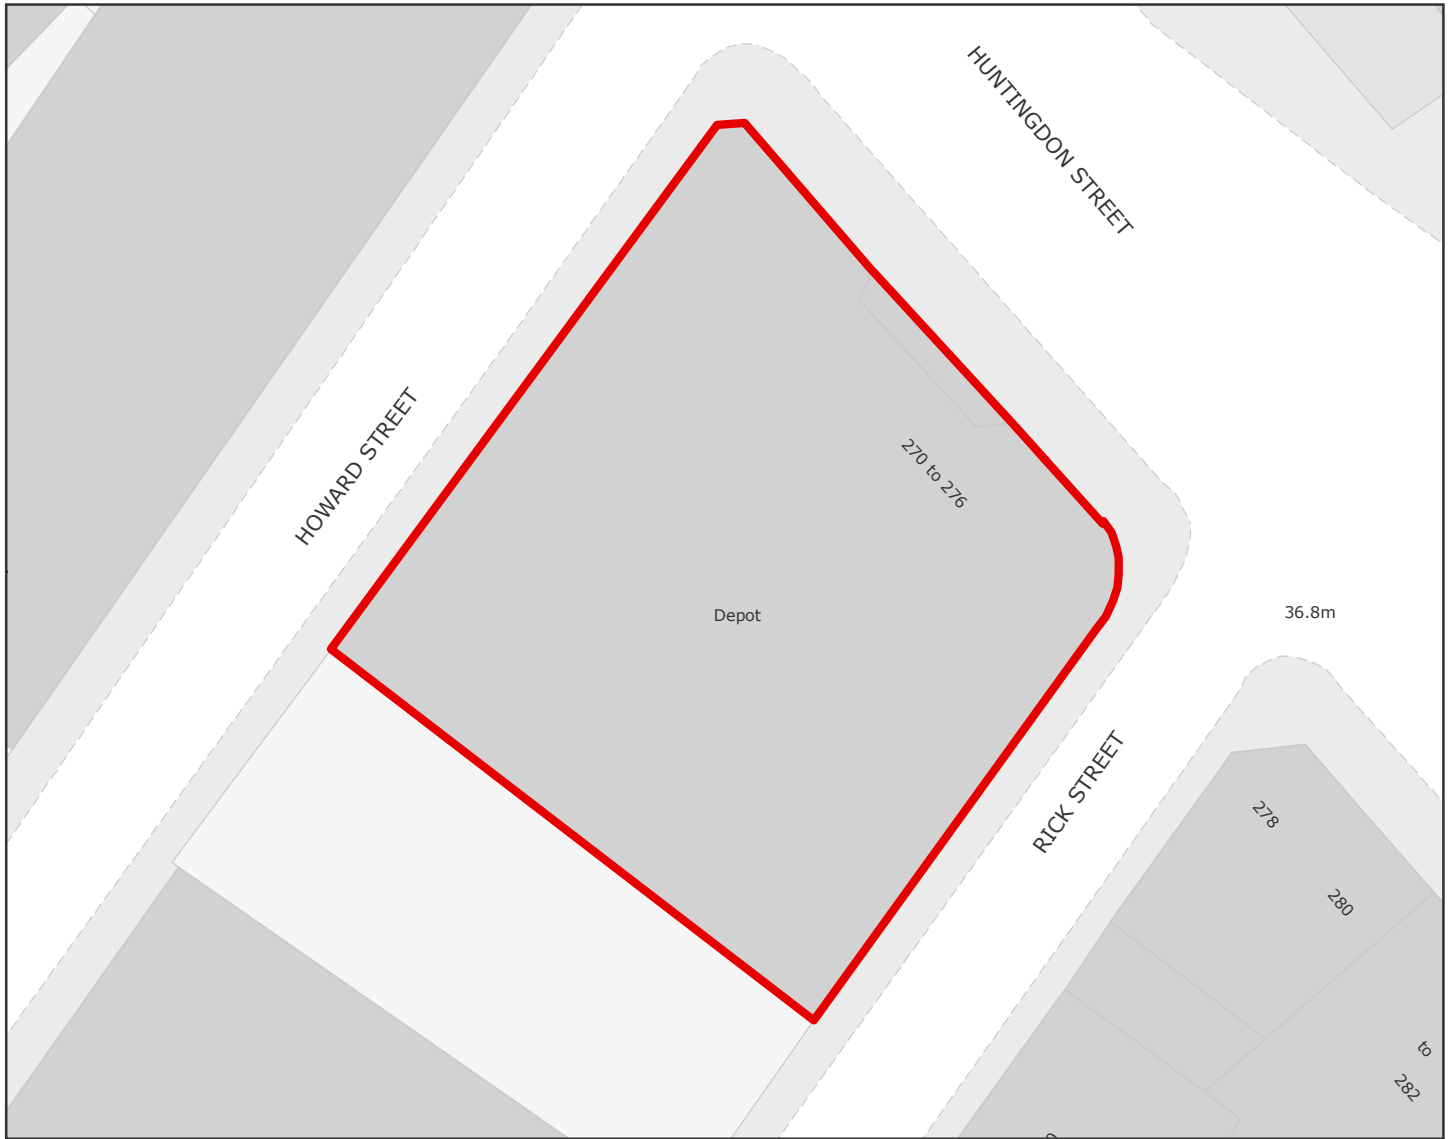 HUNTINGDON STREET
HOWARD STREET
270 to 276
Depot
36.8m
RICK STREET
278
280
to
282